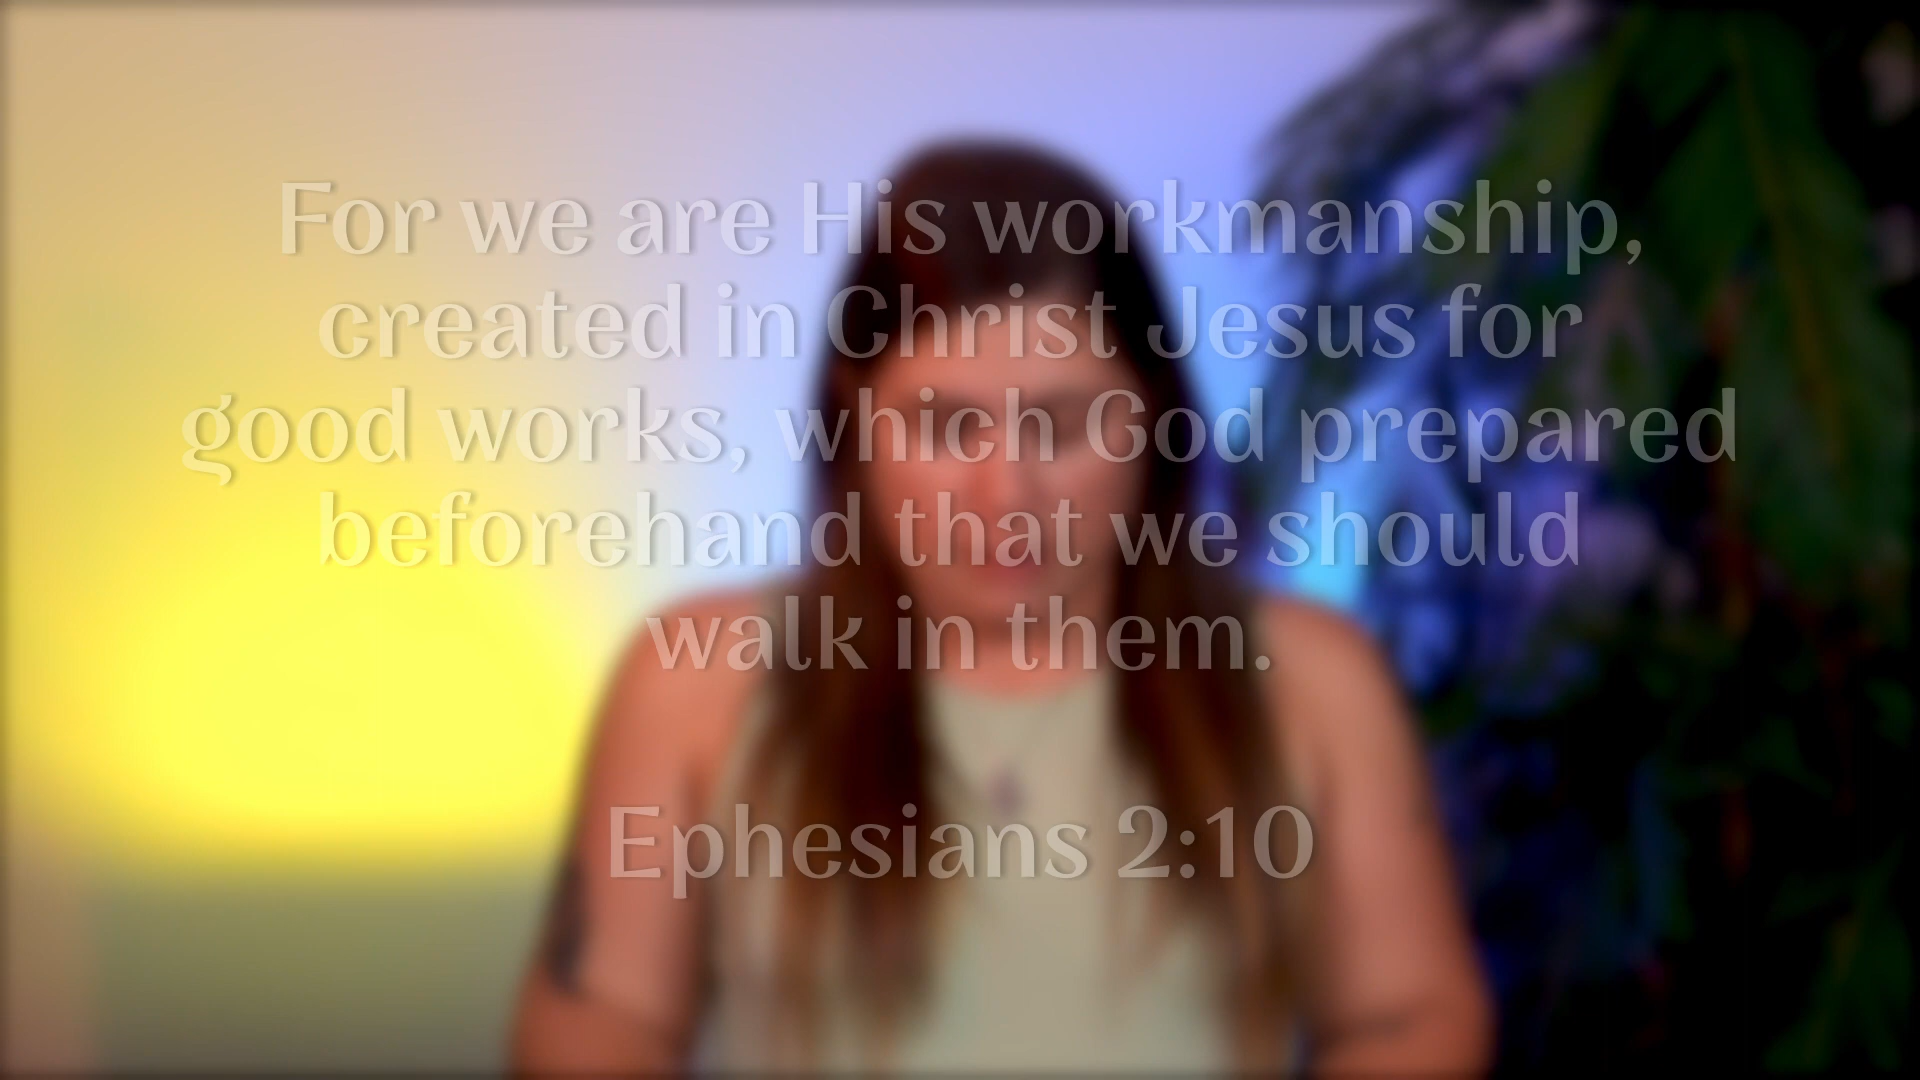 For we are His workmanship,
created in Christ Jesus for
good works, which God prepared
beforehand that we should
walk in them.
Ephesians 2:10